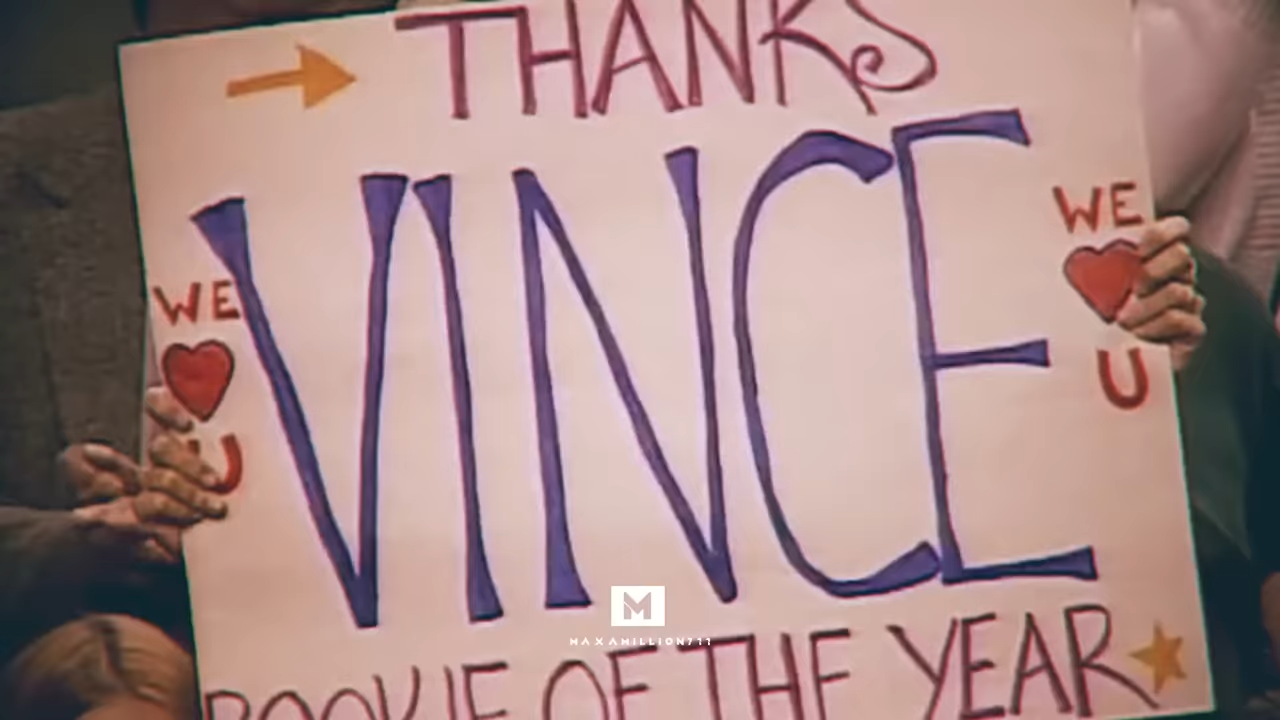 THANKS
VINCE
WE
♥
U
WE
♥
U
ROOKIE OF THE YEAR
M
MAXAMILLION711